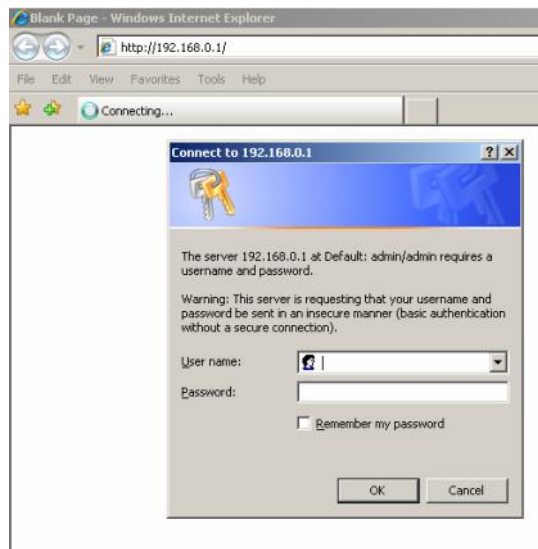 Blank Page - Windows Internet Explorer
http://192.168.0.1/
File Edit View Favorites Tools Help
Connecting...
Connect to 192.168.0.1
The server 192.168.0.1 at Default: admin/admin requires a
username and password.
Warning: This server is requesting that your username and
password be sent in an insecure manner (basic authentication
without a secure connection).
User name:
Password:
Remember my password
OK Cancel